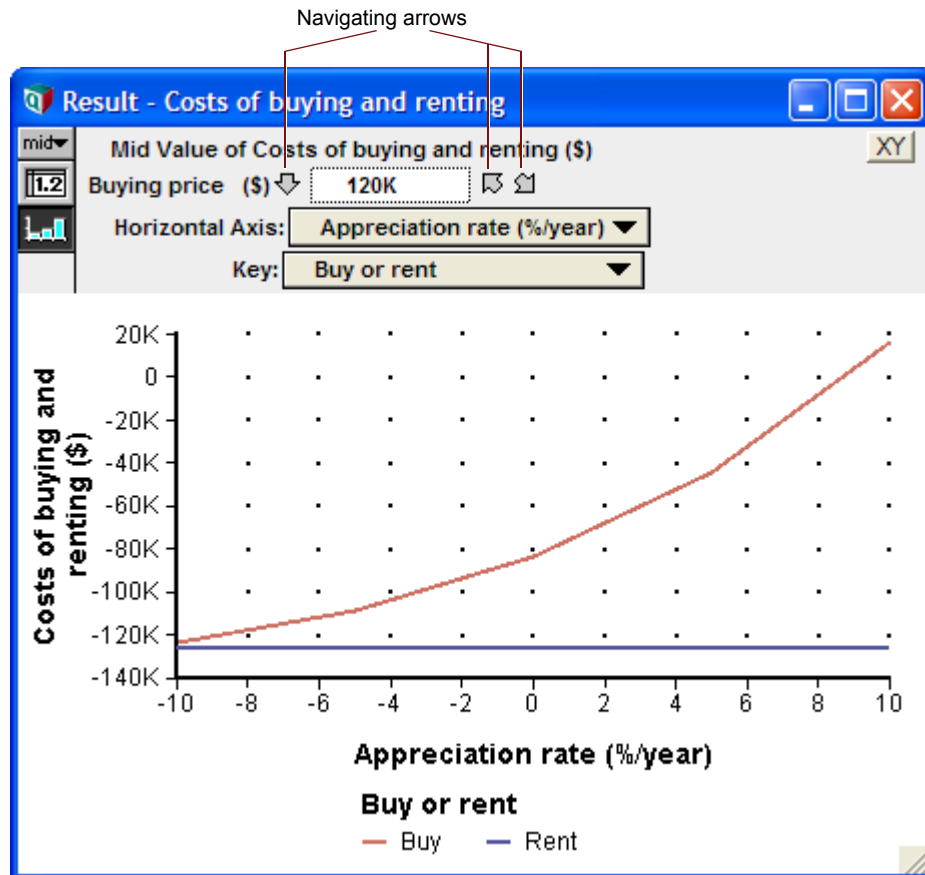 Navigating arrows
Result - Costs of buying and renting
mid
Mid Value of Costs of buying and renting ($)
XY
1.2
Buying price ($) 120K
Horizontal Axis: Appreciation rate (%/year)
Key: Buy or rent
20K
0
-20K
-40K
-60K
-80K
-100K
-120K
-140K
Costs of buying and
renting ($)
-10 -8 -6 -4 -2 0 2 4 6 8 10
Appreciation rate (%/year)
Buy or rent
Buy Rent